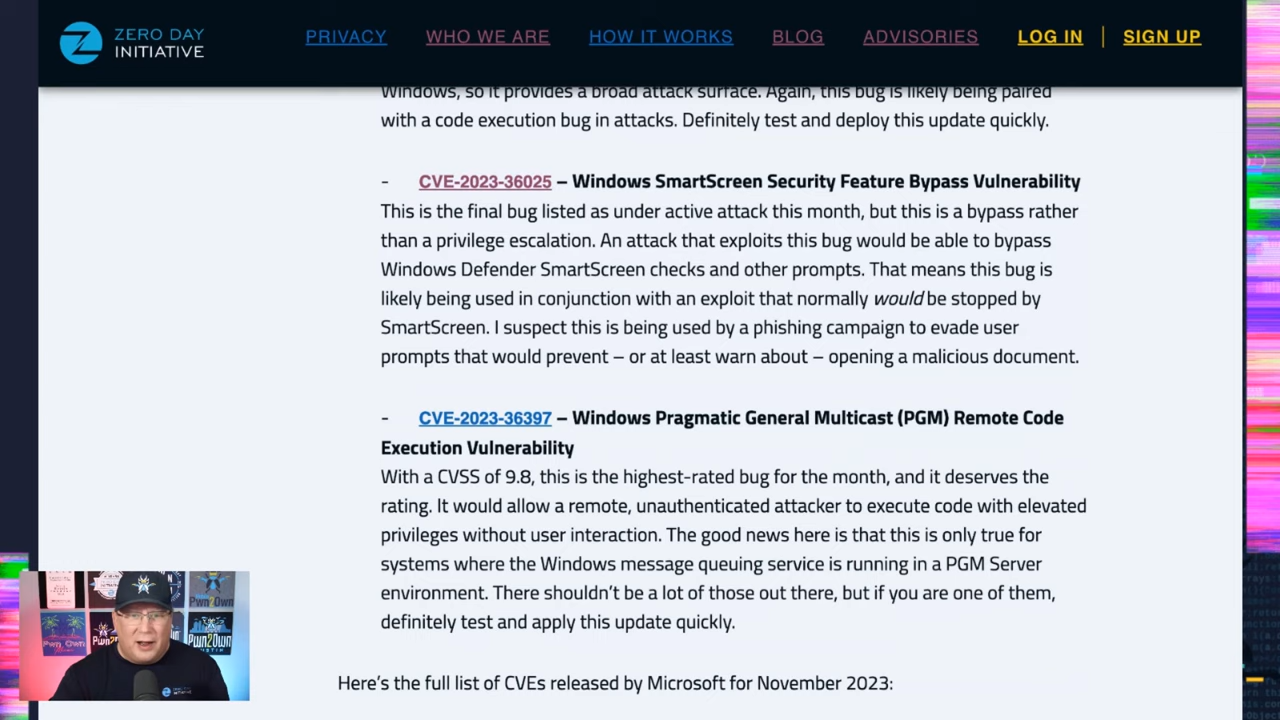 ZERO DAY
INITIATIVE
PRIVACY WHO WE ARE HOW IT WORKS BLOG ADVISORIES LOG IN | SIGN UP
Windows, so it provides a broad attack surface. Again, this bug is likely being paired
with a code execution bug in attacks. Definitely test and deploy this update quickly.
- CVE-2023-36025 – Windows SmartScreen Security Feature Bypass Vulnerability
This is the final bug listed as under active attack this month, but this is a bypass rather
than a privilege escalation. An attack that exploits this bug would be able to bypass
Windows Defender SmartScreen checks and other prompts. That means this bug is
likely being used in conjunction with an exploit that normally would be stopped by
SmartScreen. I suspect this is being used by a phishing campaign to evade user
prompts that would prevent – or at least warn about – opening a malicious document.
- CVE-2023-36397 – Windows Pragmatic General Multicast (PGM) Remote Code
Execution Vulnerability
With a CVSS of 9.8, this is the highest-rated bug for the month, and it deserves the
rating. It would allow a remote, unauthenticated attacker to execute code with elevated
privileges without user interaction. The good news here is that this is only true for
systems where the Windows message queuing service is running in a PGM Server
environment. There shouldn’t be a lot of those out there, but if you are one of them,
definitely test and apply this update quickly.
Here’s the full list of CVEs released by Microsoft for November 2023:
Pwn2Own
Pwn2Own